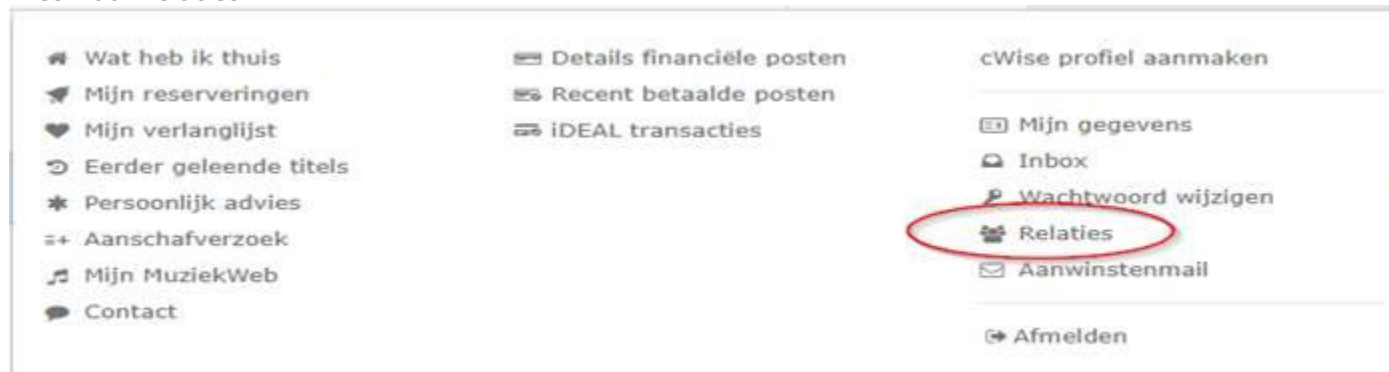 Wat heb ik thuis
Mijn reserveringen
Mijn verlanglijst
Eerder geleende titels
Persoonlijk advies
Aanschafverzoek
Mijn MuziekWeb
Contact
Details financiële posten
Recent betaalde posten
iDEAL transacties
cWise profiel aanmaken
Mijn gegevens
Inbox
Wachtwoord wijzigen
Relaties
Aanwinstenmail
Afmelden